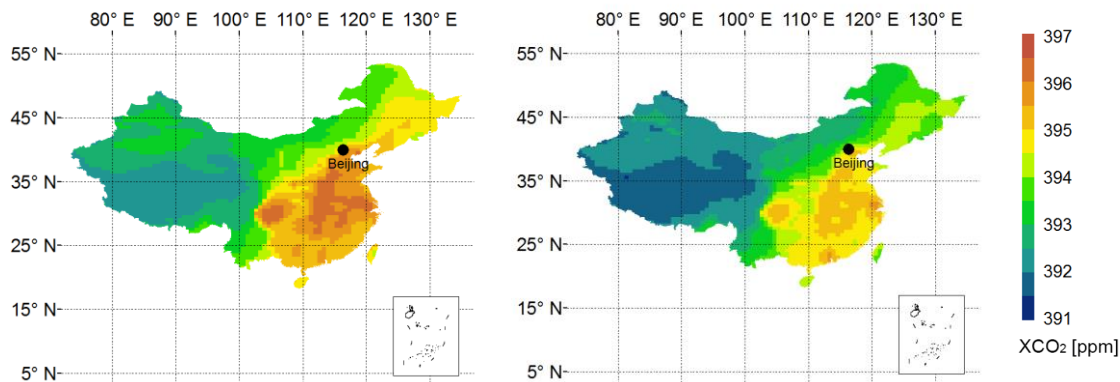 80° E 90° E 100° E 110° E 120° E 130° E
80° E 90° E 100° E 110° E 120° E 130° E
55° N
45° N
35° N
25° N
15° N
5° N
Beijing
55° N
45° N
35° N
25° N
15° N
5° N
Beijing
397
396
395
394
393
392
391
XCO₂ [ppm]